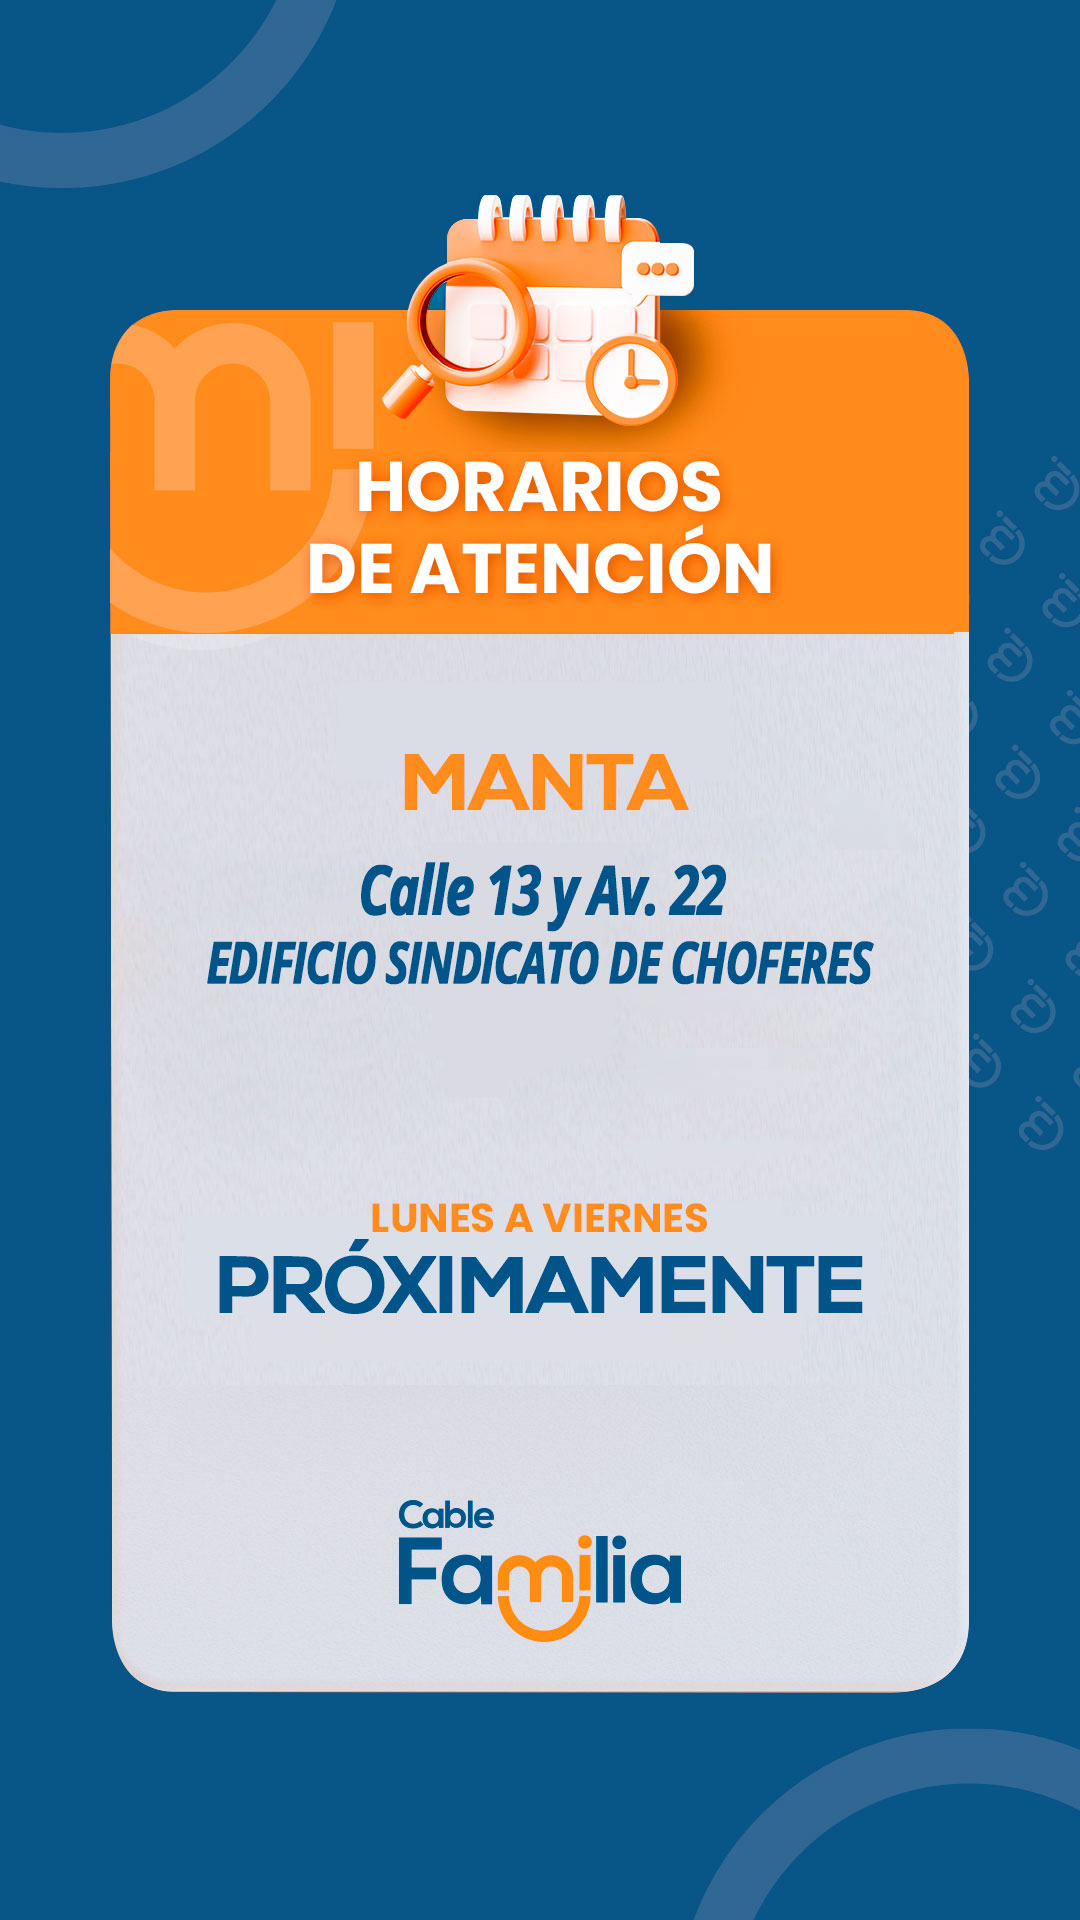 HORARIOS
DE ATENCIÓN
MANTA
Calle 13 y Av. 22
EDIFICIO SINDICATO DE CHOFERES
LUNES A VIERNES
PRÓXIMAMENTE
Cable
Familia